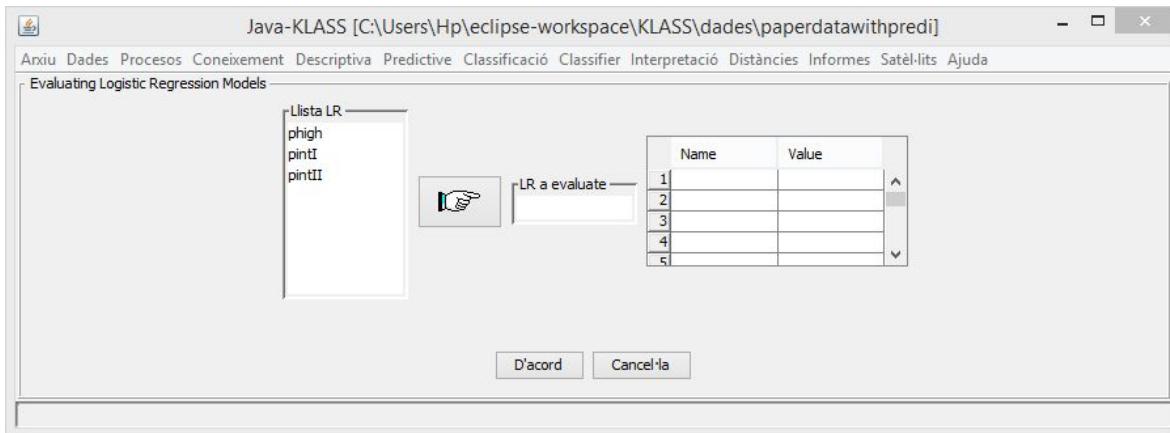 Java-KLASS [C:\Users\Hp\eclipse-workspace\KLASS\dades\paperdatawithpredi]
Arxiu Dades Procesos Coneixement Descriptiva Predictive Classificació Classifier Interpretació Distàncies Informes Satèl·lits Ajuda
Evaluating Logistic Regression Models
Llista LR
phigh
pintI
pintII
LR a evaluate
Name Value
1
2
3
4
5
D'acord Cancel·la